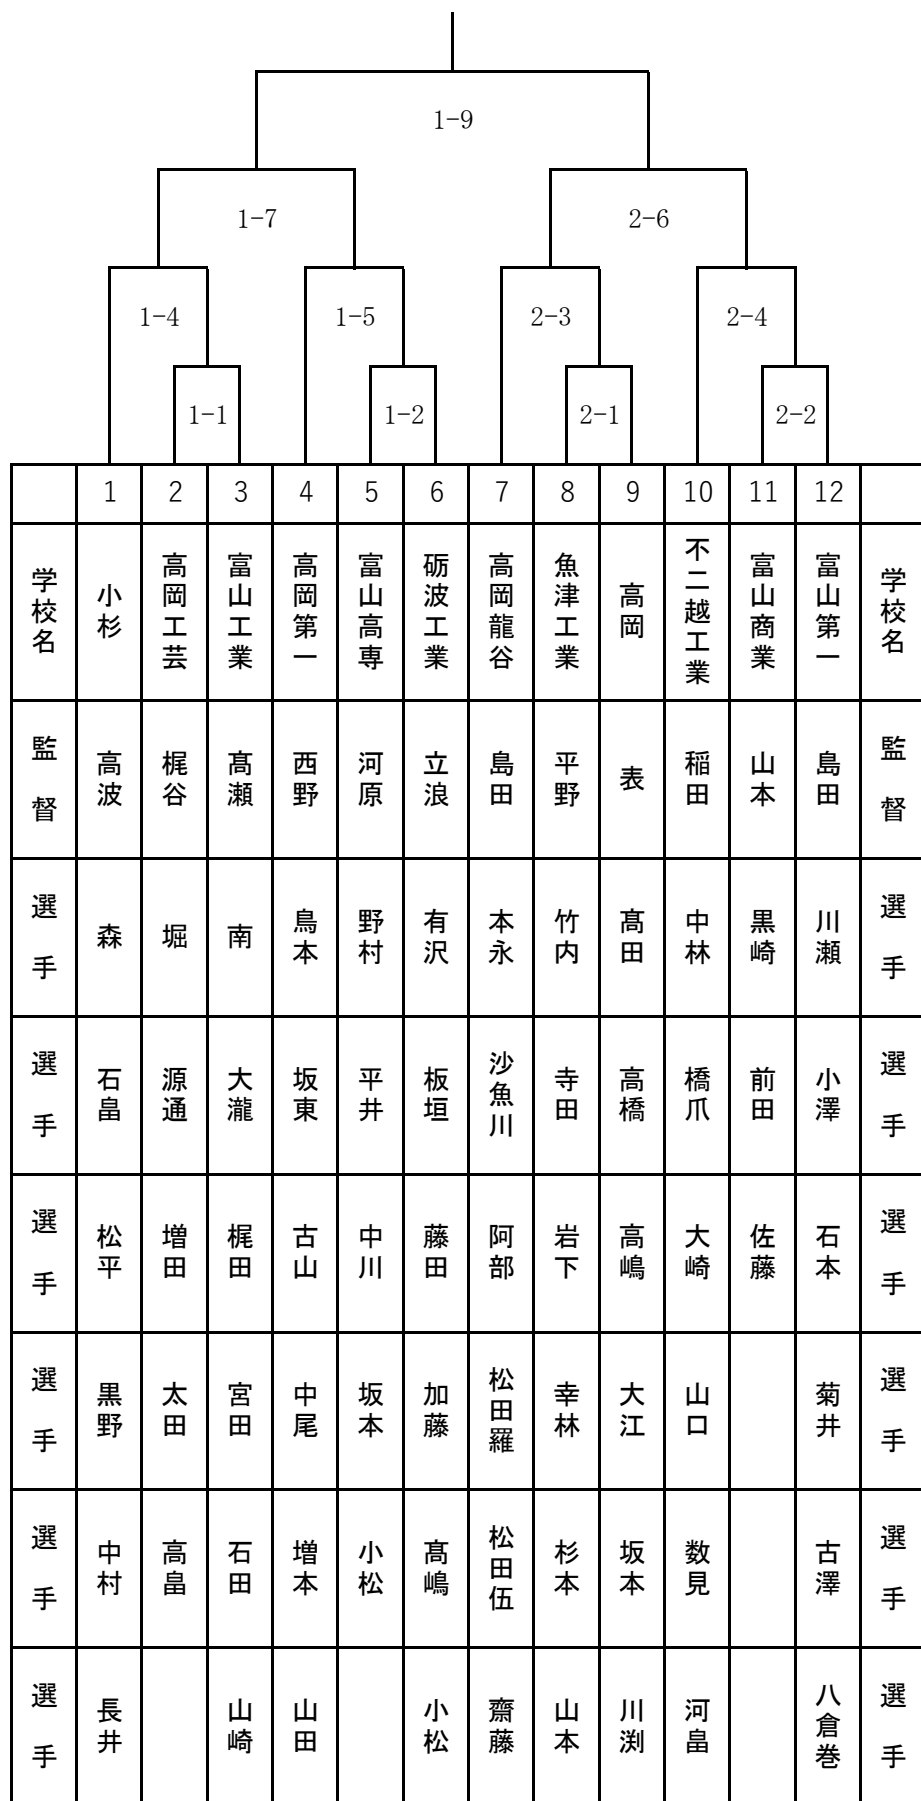 1-9
1-7 2-6
1-4 1-5 2-3 2-4
1-1 1-2 2-1 2-2
1 2 3 4 5 6 7 8 9 10 11 12
学校名 小杉 高岡工芸 富山工業 高岡第一 富山高専 砺波工業 高岡龍谷 魚津工業 高岡 不二越工業 富山商業 富山第一 学校名
監督 高波 梶谷 髙瀬 西野 河原 立浪 島田 平野 表 稲田 山本 島田 監督
選手 森 堀 南 鳥本 野村 有沢 本永 竹内 髙田 中林 黒崎 川瀬 選手
選手 石畠 源通 大瀧 坂東 平井 板垣 沙魚川 寺田 高橋 橋爪 前田 小澤 選手
選手 松平 増田 梶田 古山 中川 藤田 阿部 岩下 高嶋 大崎 佐藤 石本 選手
選手 黒野 太田 宮田 中尾 坂本 加藤 松田羅 幸林 大江 山口 菊井 選手
選手 中村 高畠 石田 増本 小松 髙嶋 松田伍 杉本 坂本 数見 古澤 選手
選手 長井 山崎 山田 小松 齋藤 山本 川渕 河畠 八倉巻 選手